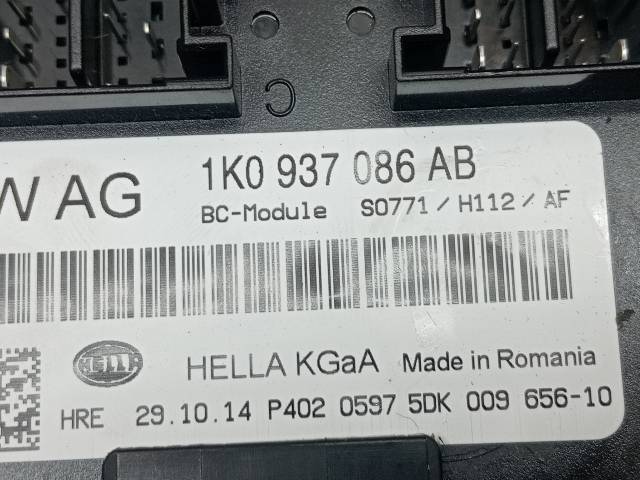 C
W AG 1K0 937 086 AB
BC-Module S0771 / H112 / AF
HELLA HELLA KGaA Made in Romania
HRE 29.10.14 P402 0597 5DK 009 656-10